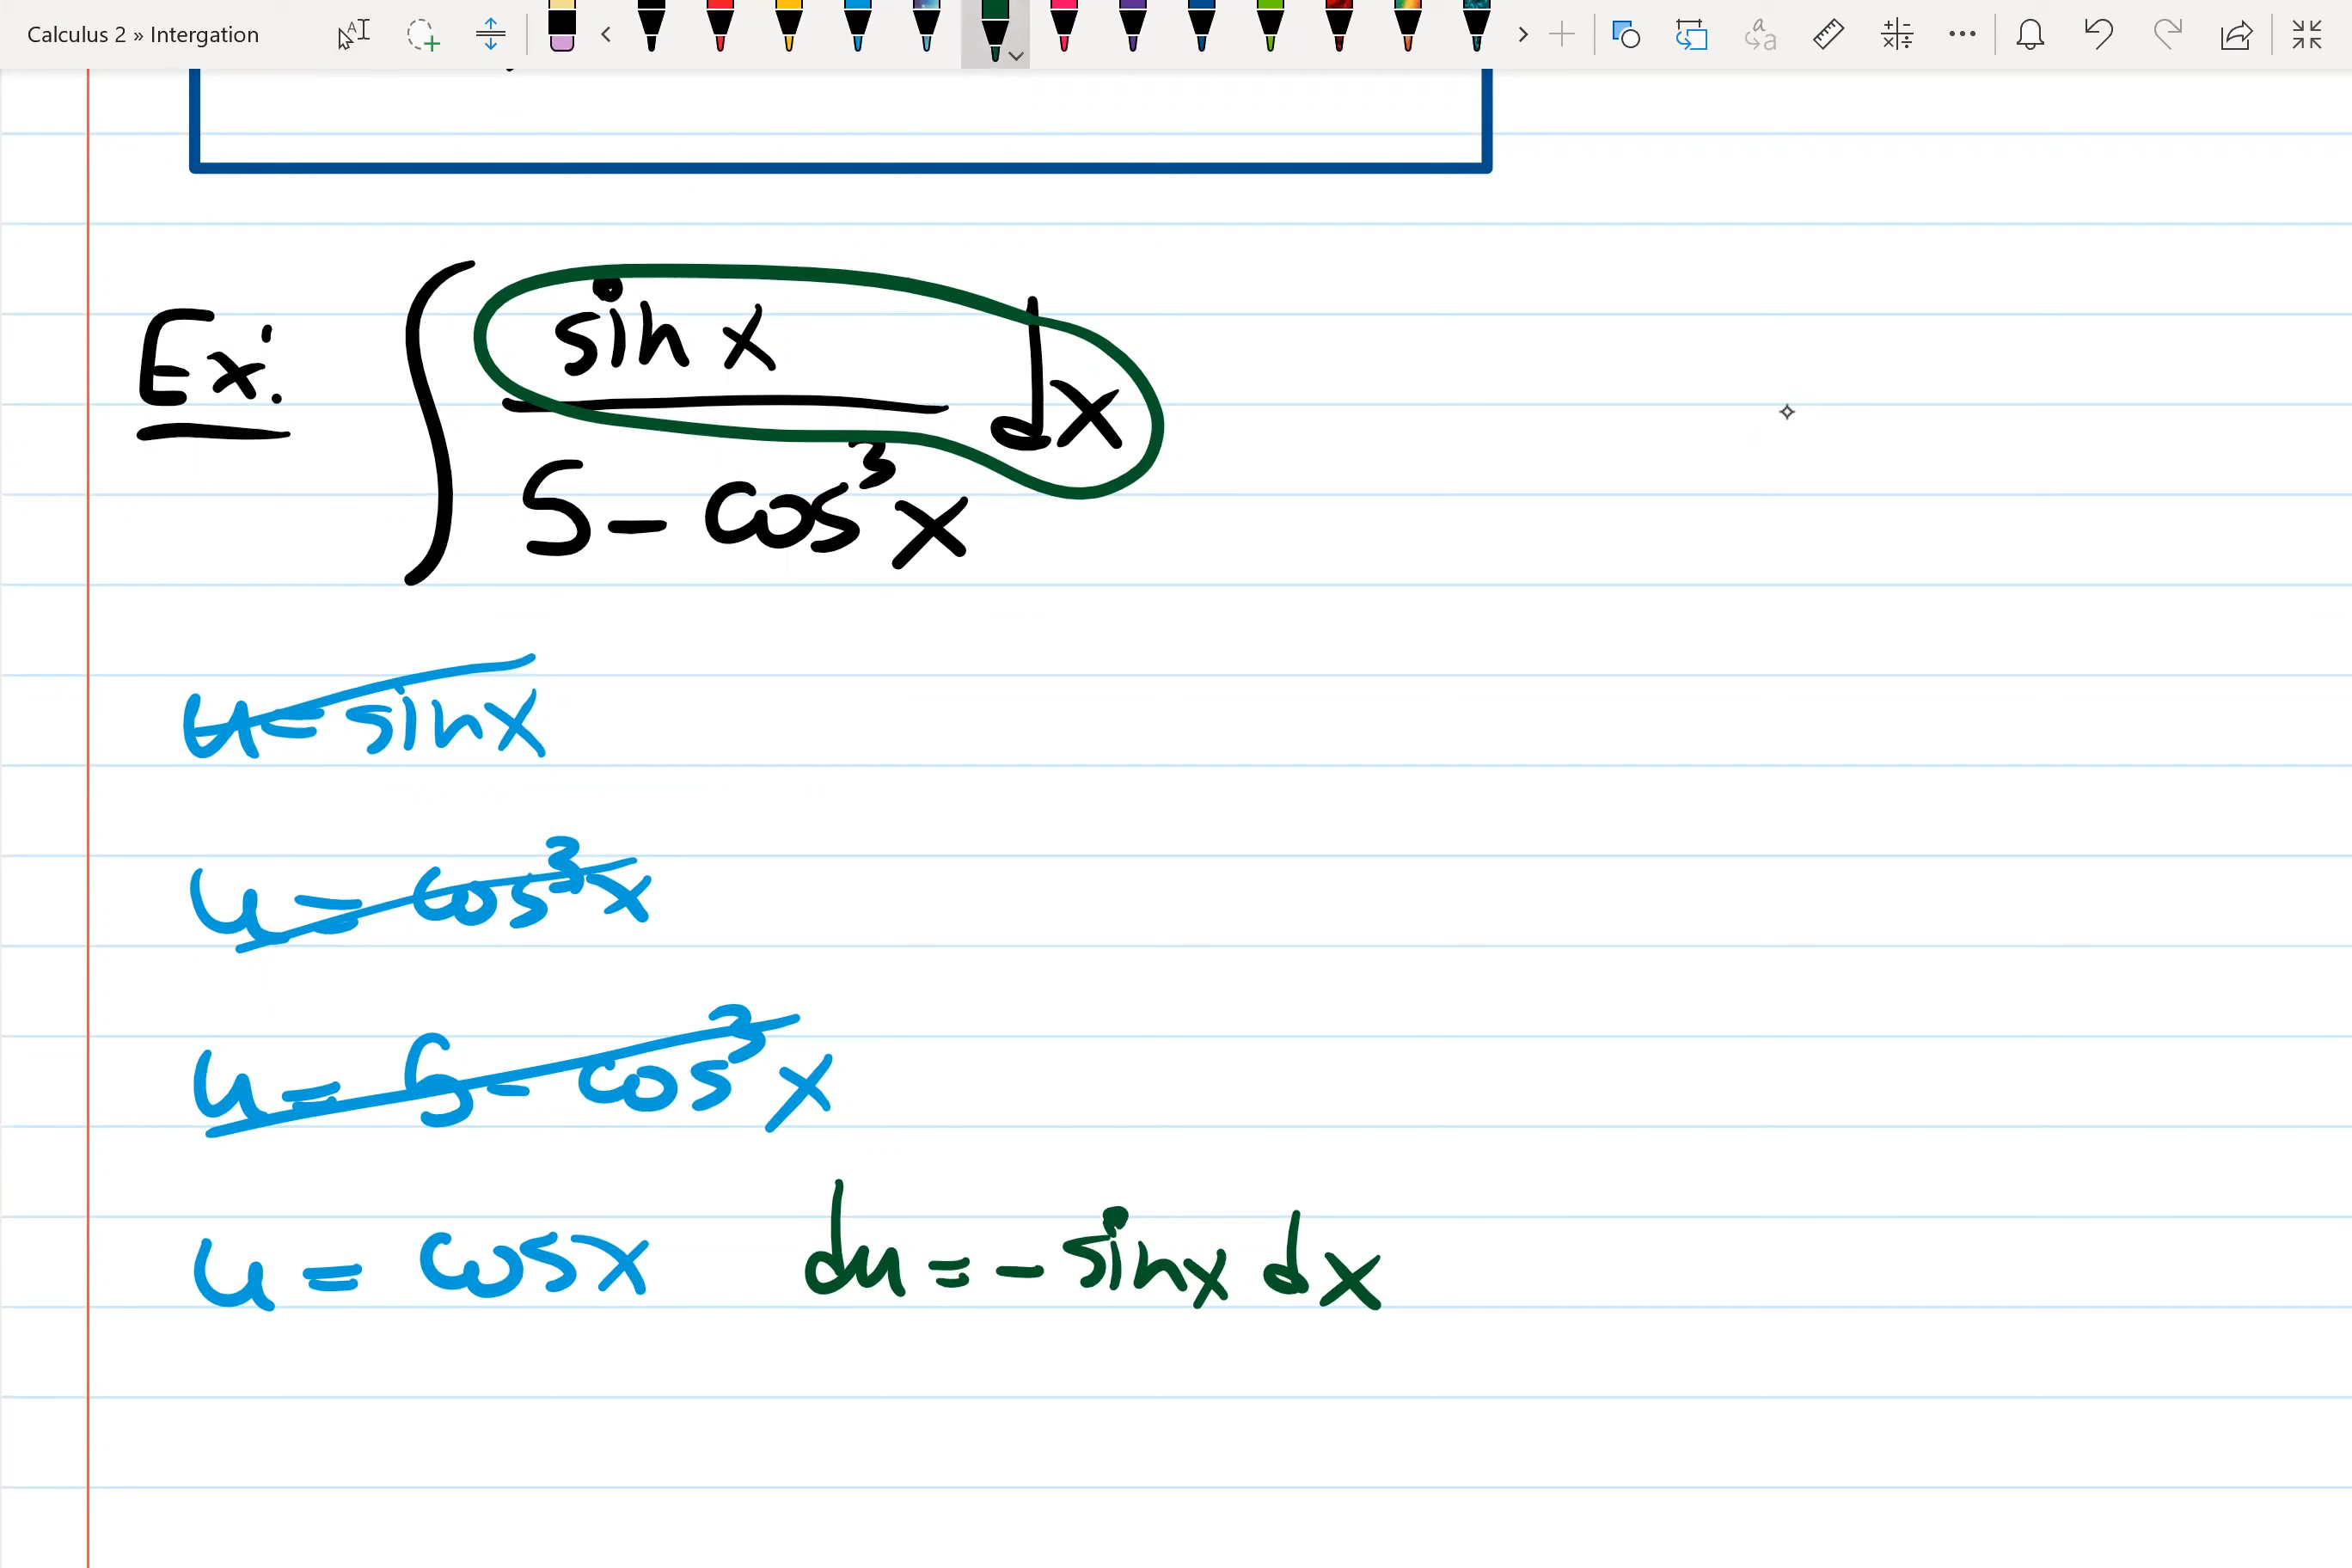 Calculus 2 » Intergation
Ex: ∫ sin x / 5 - cos³x dx
u = sin x
u = cos³x
u = 5 - cos³x
u = cos x du = - sin x dx